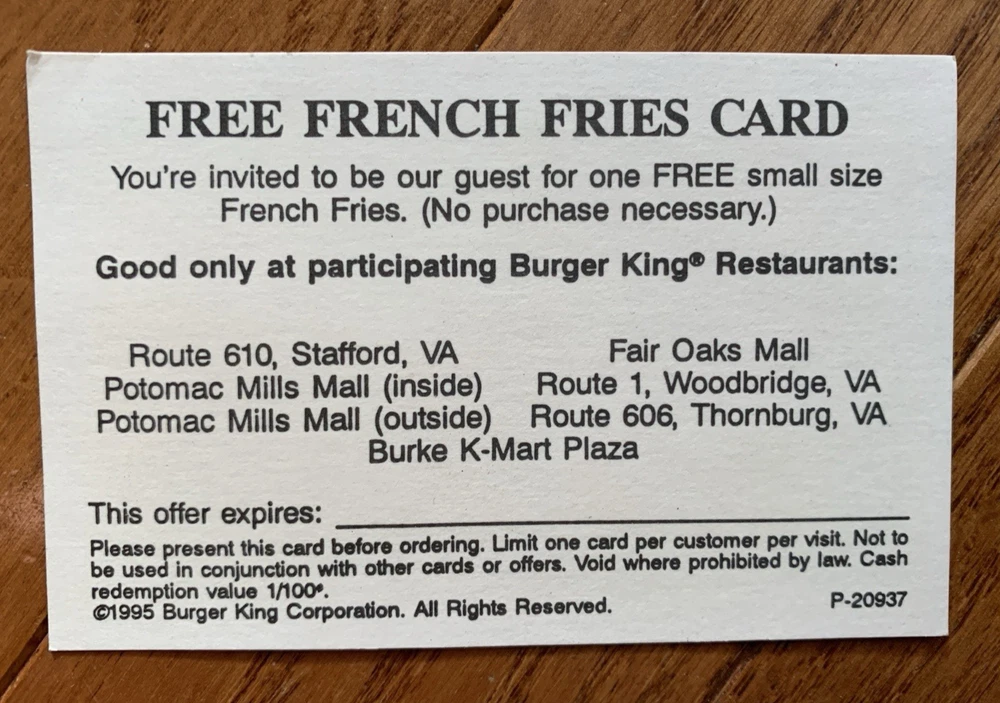 FREE FRENCH FRIES CARD
You're invited to be our guest for one FREE small size
French Fries. (No purchase necessary.)
Good only at participating Burger King® Restaurants:
Route 610, Stafford, VA Fair Oaks Mall
Potomac Mills Mall (inside) Route 1, Woodbridge, VA
Potomac Mills Mall (outside) Route 606, Thornburg, VA
Burke K-Mart Plaza
This offer expires:
Please present this card before ordering. Limit one card per customer per visit. Not to
be used in conjunction with other cards or offers. Void where prohibited by law. Cash
redemption value 1/100¢.
©1995 Burger King Corporation. All Rights Reserved. P-20937